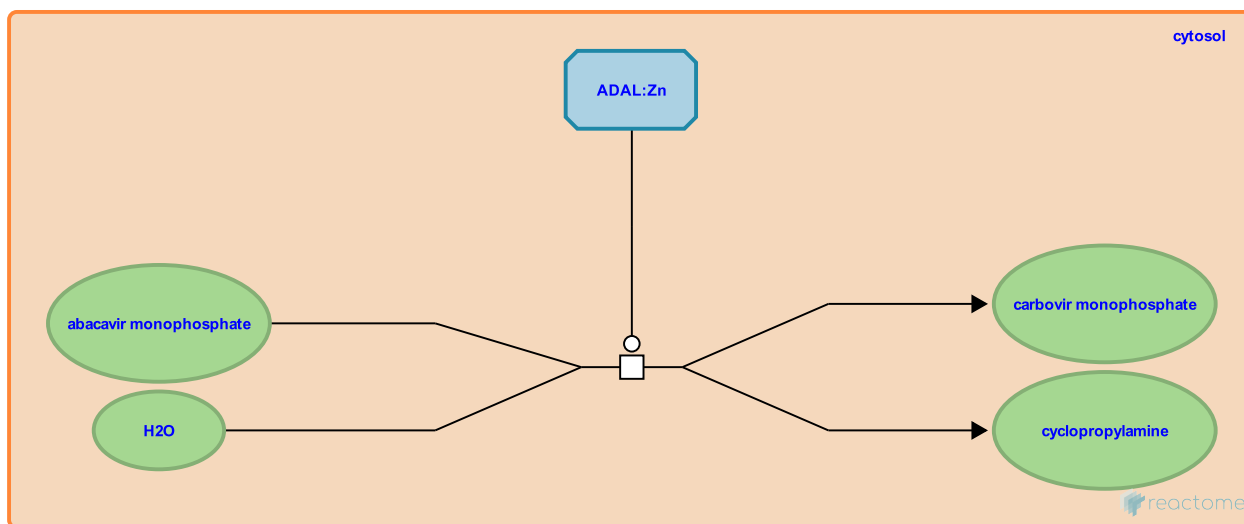 cytosol
ADAL:Zn
abacavir monophosphate
H2O
carbovir monophosphate
cyclopropylamine
reactome